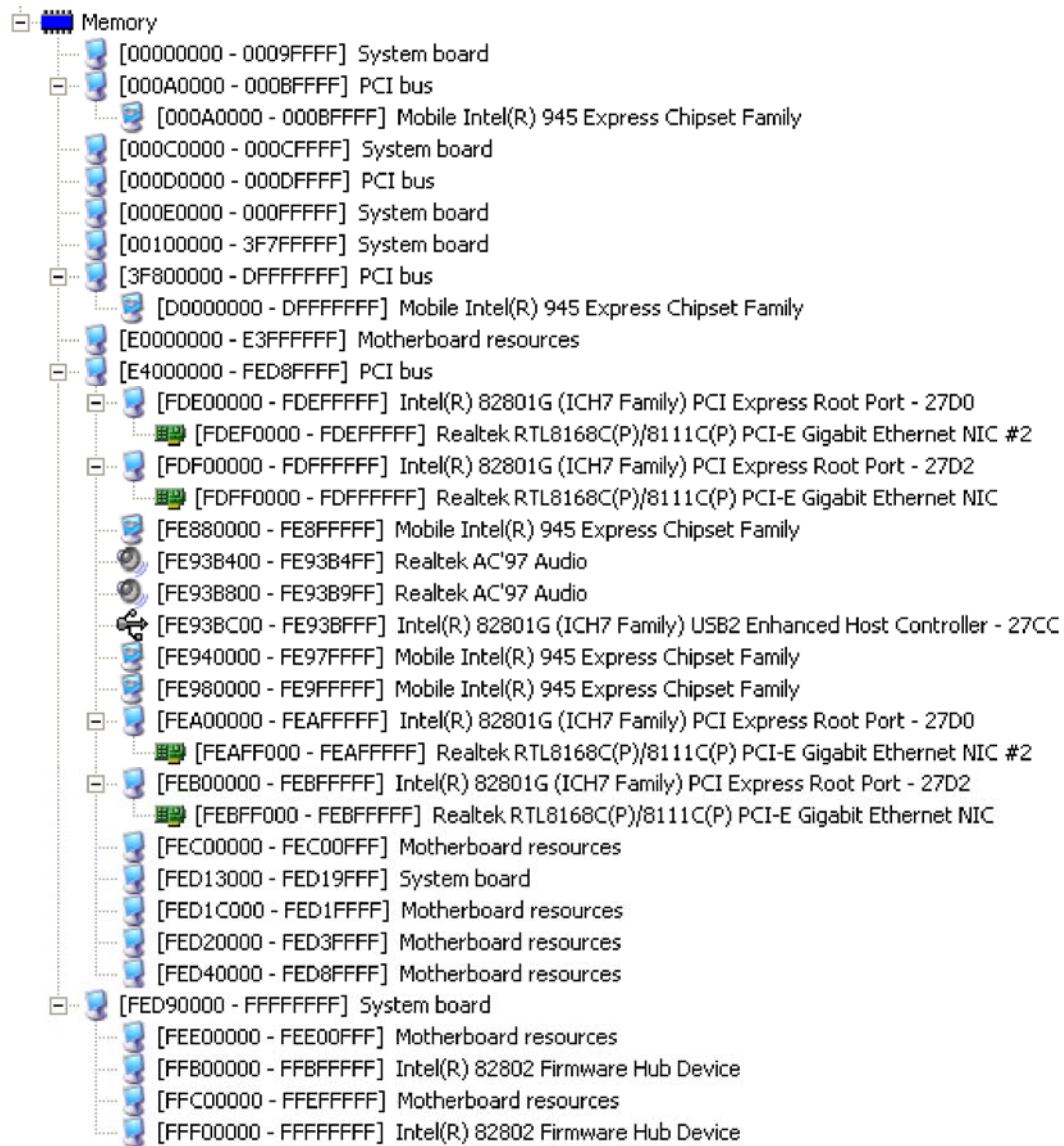 Memory
[00000000 - 0009FFFF] System board
[000A0000 - 000BFFFF] PCI bus
[000A0000 - 000BFFFF] Mobile Intel(R) 945 Express Chipset Family
[000C0000 - 000CFFFF] System board
[000D0000 - 000DFFFF] PCI bus
[000E0000 - 000FFFFF] System board
[00100000 - 3F7FFFFF] System board
[3F800000 - DFFFFFFF] PCI bus
[D0000000 - DFFFFFFF] Mobile Intel(R) 945 Express Chipset Family
[E0000000 - E3FFFFFF] Motherboard resources
[E4000000 - FED8FFFF] PCI bus
[FDE00000 - FDEFFFFF] Intel(R) 82801G (ICH7 Family) PCI Express Root Port - 27D0
[FDEF0000 - FDEFFFFF] Realtek RTL8168C(P)/8111C(P) PCI-E Gigabit Ethernet NIC #2
[FDF00000 - FDFFFFFF] Intel(R) 82801G (ICH7 Family) PCI Express Root Port - 27D2
[FDFF0000 - FDFFFFFF] Realtek RTL8168C(P)/8111C(P) PCI-E Gigabit Ethernet NIC
[FE880000 - FE8FFFFF] Mobile Intel(R) 945 Express Chipset Family
[FE93B400 - FE93B4FF] Realtek AC'97 Audio
[FE93B800 - FE93B9FF] Realtek AC'97 Audio
[FE93BC00 - FE93BFFF] Intel(R) 82801G (ICH7 Family) USB2 Enhanced Host Controller - 27CC
[FE940000 - FE97FFFF] Mobile Intel(R) 945 Express Chipset Family
[FE980000 - FE9FFFFF] Mobile Intel(R) 945 Express Chipset Family
[FEA00000 - FEAFFFFF] Intel(R) 82801G (ICH7 Family) PCI Express Root Port - 27D0
[FEAFF000 - FEAFFFFF] Realtek RTL8168C(P)/8111C(P) PCI-E Gigabit Ethernet NIC #2
[FEB00000 - FEBFFFFF] Intel(R) 82801G (ICH7 Family) PCI Express Root Port - 27D2
[FEBFF000 - FEBFFFFF] Realtek RTL8168C(P)/8111C(P) PCI-E Gigabit Ethernet NIC
[FEC00000 - FEC00FFF] Motherboard resources
[FED13000 - FED19FFF] System board
[FED1C000 - FED1FFFF] Motherboard resources
[FED20000 - FED3FFFF] Motherboard resources
[FED40000 - FED8FFFF] Motherboard resources
[FED90000 - FFFFFFFF] System board
[FEE00000 - FEE00FFF] Motherboard resources
[FFB00000 - FFBFFFFF] Intel(R) 82802 Firmware Hub Device
[FFC00000 - FFEFFFFF] Motherboard resources
[FFF00000 - FFFFFFFF] Intel(R) 82802 Firmware Hub Device